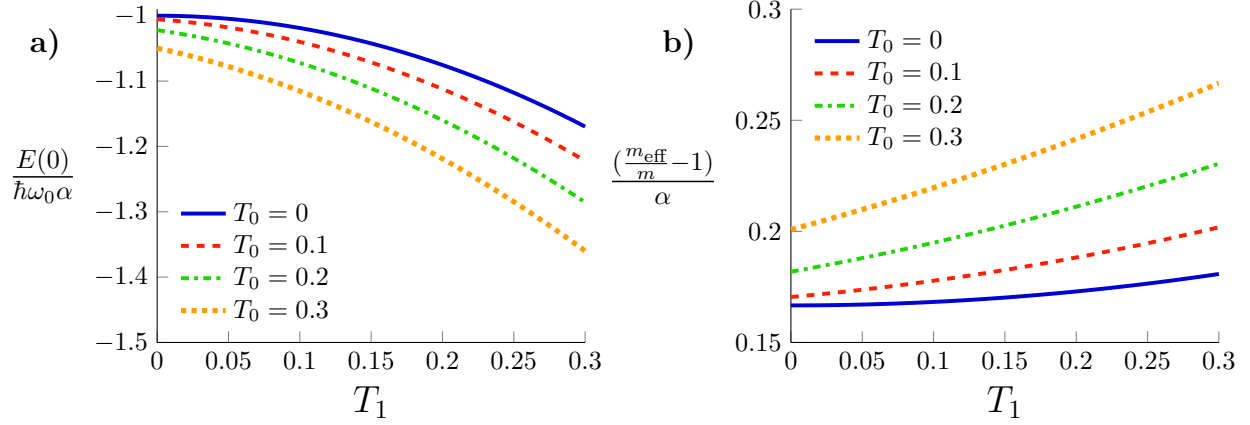 a)
−1
−1.1
−1.2
−1.3
−1.4
−1.5
E(0)
ħω₀α
T₀ = 0
T₀ = 0.1
T₀ = 0.2
T₀ = 0.3
0 0.05 0.1 0.15 0.2 0.25 0.3
T₁
b)
0.3
0.25
0.2
0.15
(m_eff/m −1)
α
T₀ = 0
T₀ = 0.1
T₀ = 0.2
T₀ = 0.3
0 0.05 0.1 0.15 0.2 0.25 0.3
T₁